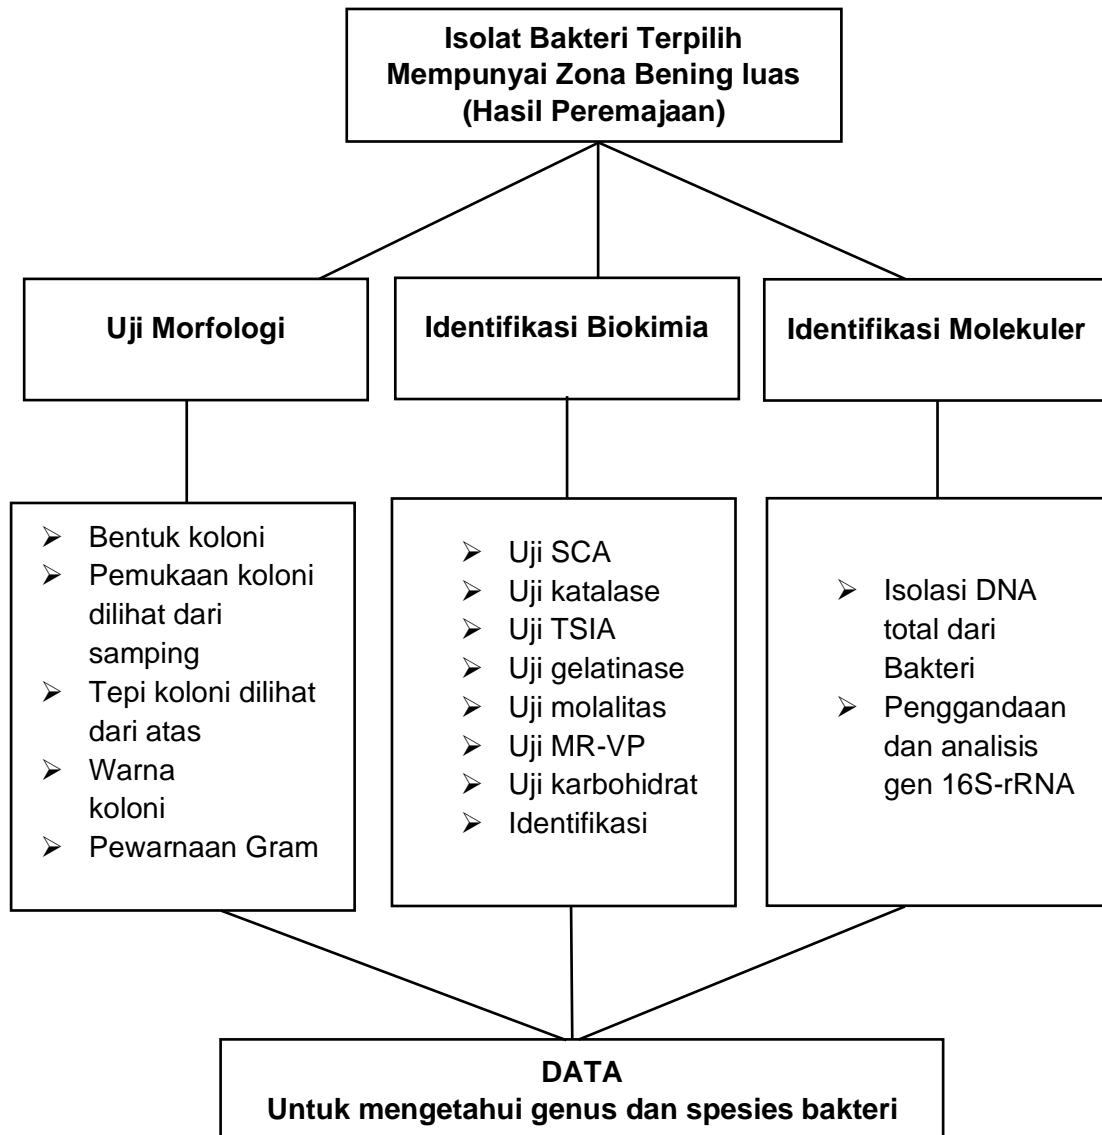 Isolat Bakteri Terpilih
Mempunyai Zona Bening luas
(Hasil Peremajaan)
Uji Morfologi
Identifikasi Biokimia
Identifikasi Molekuler
➢ Bentuk koloni
➢ Pemukaan koloni
dilihat dari
samping
➢ Tepi koloni dilihat
dari atas
➢ Warna
koloni
➢ Pewarnaan Gram
➢ Uji SCA
➢ Uji katalase
➢ Uji TSIA
➢ Uji gelatinase
➢ Uji molalitas
➢ Uji MR-VP
➢ Uji karbohidrat
➢ Identifikasi
➢ Isolasi DNA
total dari
Bakteri
➢ Penggandaan
dan analisis
gen 16S-rRNA
DATA
Untuk mengetahui genus dan spesies bakteri